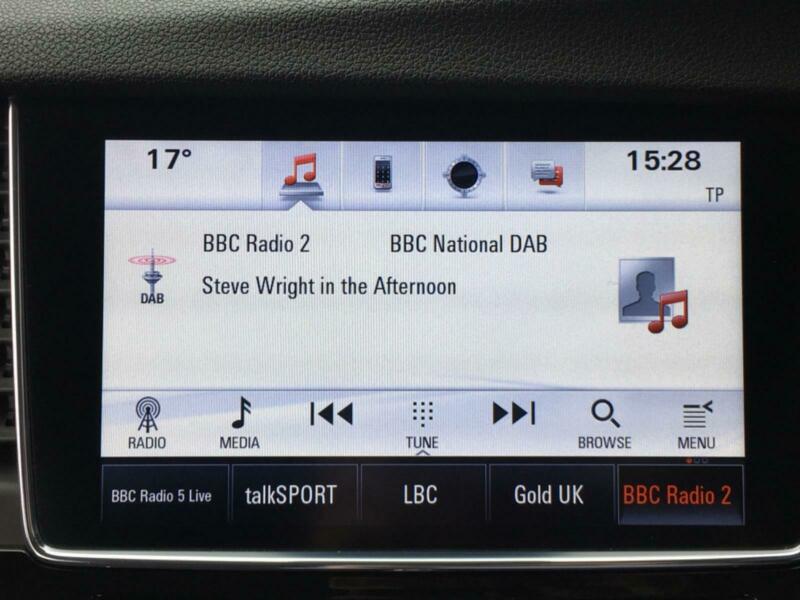 17° 15:28
TP
BBC Radio 2 BBC National DAB
Steve Wright in the Afternoon
DAB
RADIO MEDIA TUNE BROWSE MENU
BBC Radio 5 Live talkSPORT LBC Gold UK BBC Radio 2